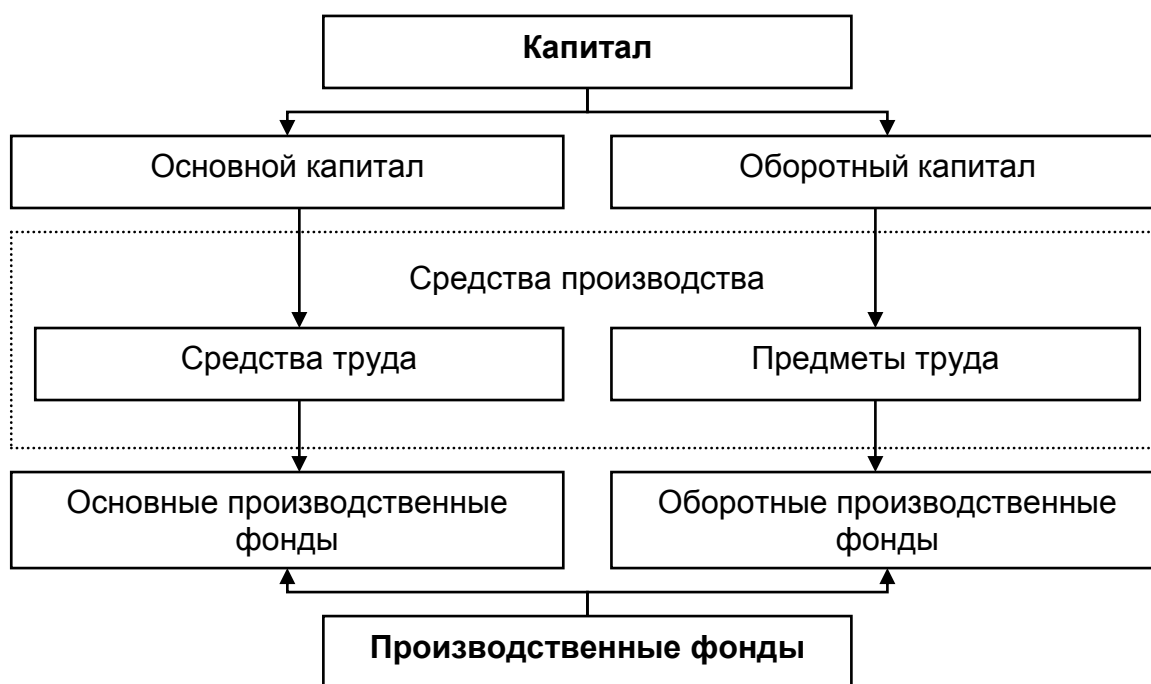 Капитал
Основной капитал
Оборотный капитал
Средства производства
Средства труда
Предметы труда
Основные производственные
фонды
Оборотные производственные
фонды
Производственные фонды